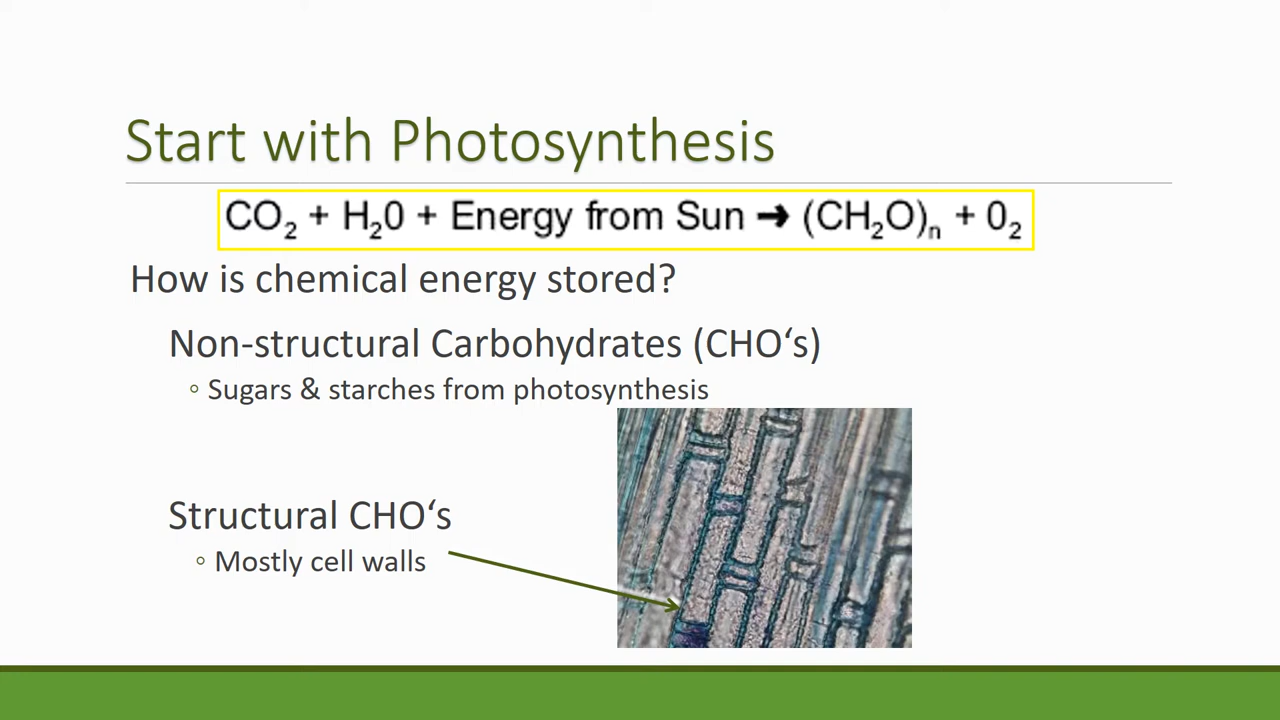 Start with Photosynthesis
CO₂ + H₂0 + Energy from Sun ➔ (CH₂O)ₙ + 0₂
How is chemical energy stored?
Non-structural Carbohydrates (CHO‘s)
◦ Sugars & starches from photosynthesis
Structural CHO‘s
◦ Mostly cell walls